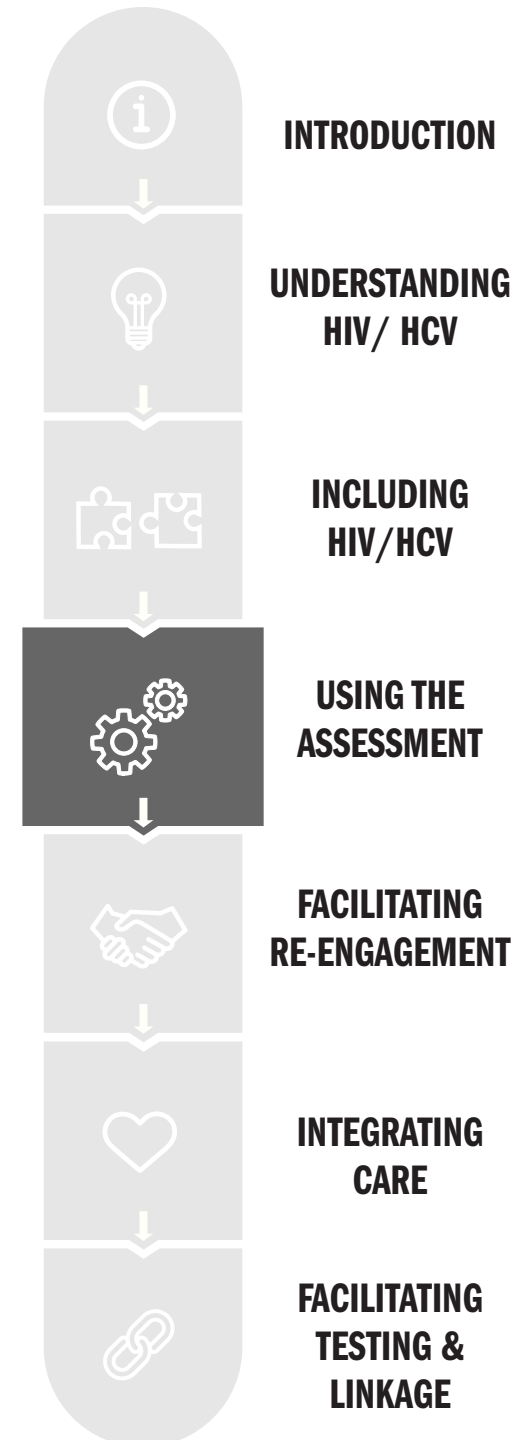 INTRODUCTION
UNDERSTANDING
HIV/ HCV
INCLUDING
HIV/HCV
USING THE
ASSESSMENT
FACILITATING
RE-ENGAGEMENT
INTEGRATING
CARE
FACILITATING
TESTING &
LINKAGE